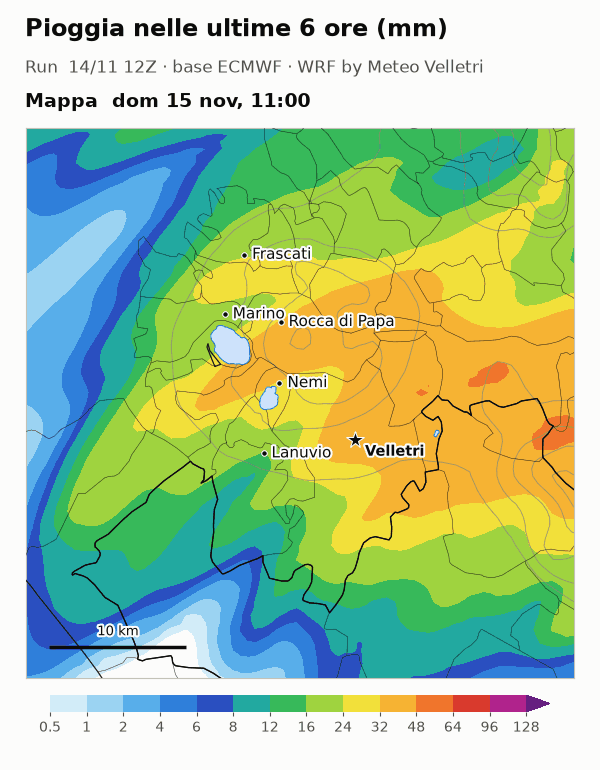 Pioggia nelle ultime 6 ore (mm)
Run  14/11 12Z · base ECMWF · WRF by Meteo Velletri
Mappa  dom 15 nov, 11:00
Frascati
Marino
Rocca di Papa
Nemi
Velletri
Lanuvio
10 km
0.5 1 2 4 6 8 12 16 24 32 48 64 96 128